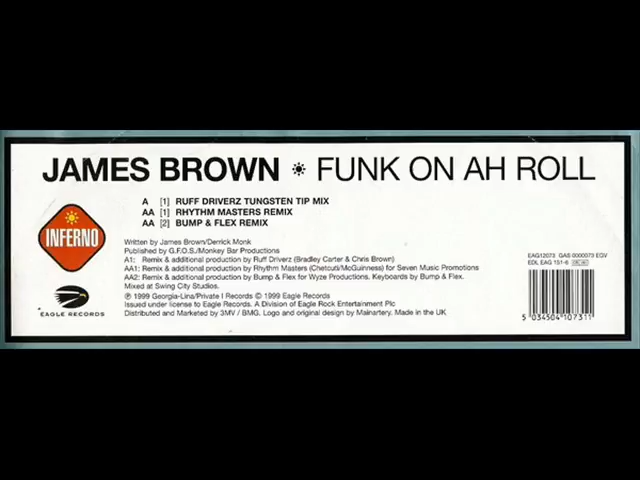 JAMES BROWN ☀ FUNK ON AH ROLL
A [1] RUFF DRIVERZ TUNGSTEN TIP MIX
AA [1] RHYTHM MASTERS REMIX
AA [2] BUMP & FLEX REMIX
INFERNO
Written by James Brown/Derrick Monk
Published by G.F.O.S./Monkey Bar Productions
A1: Remix & additional production by Ruff Driverz (Bradley Carter & Chris Brown)
AA1: Remix & additional production by Rhythm Masters (Chetcuti/McGuinness) for Seven Music Promotions
AA2: Remix & additional production by Bump & Flex for Wyze Productions. Keyboards by Bump & Flex.
Mixed at Swing City Studios.
℗ 1999 Georgia-Lina/Private I Records © 1999 Eagle Records
Issued under license to Eagle Records. A Division of Eagle Rock Entertainment Plc
Distributed and Marketed by 3MV / BMG. Logo and original design by Mainartery. Made in the UK
EAGLE RECORDS
EAG12073 GAS 0000073 EGV
EDL EAG 151-6
5 034504 107311